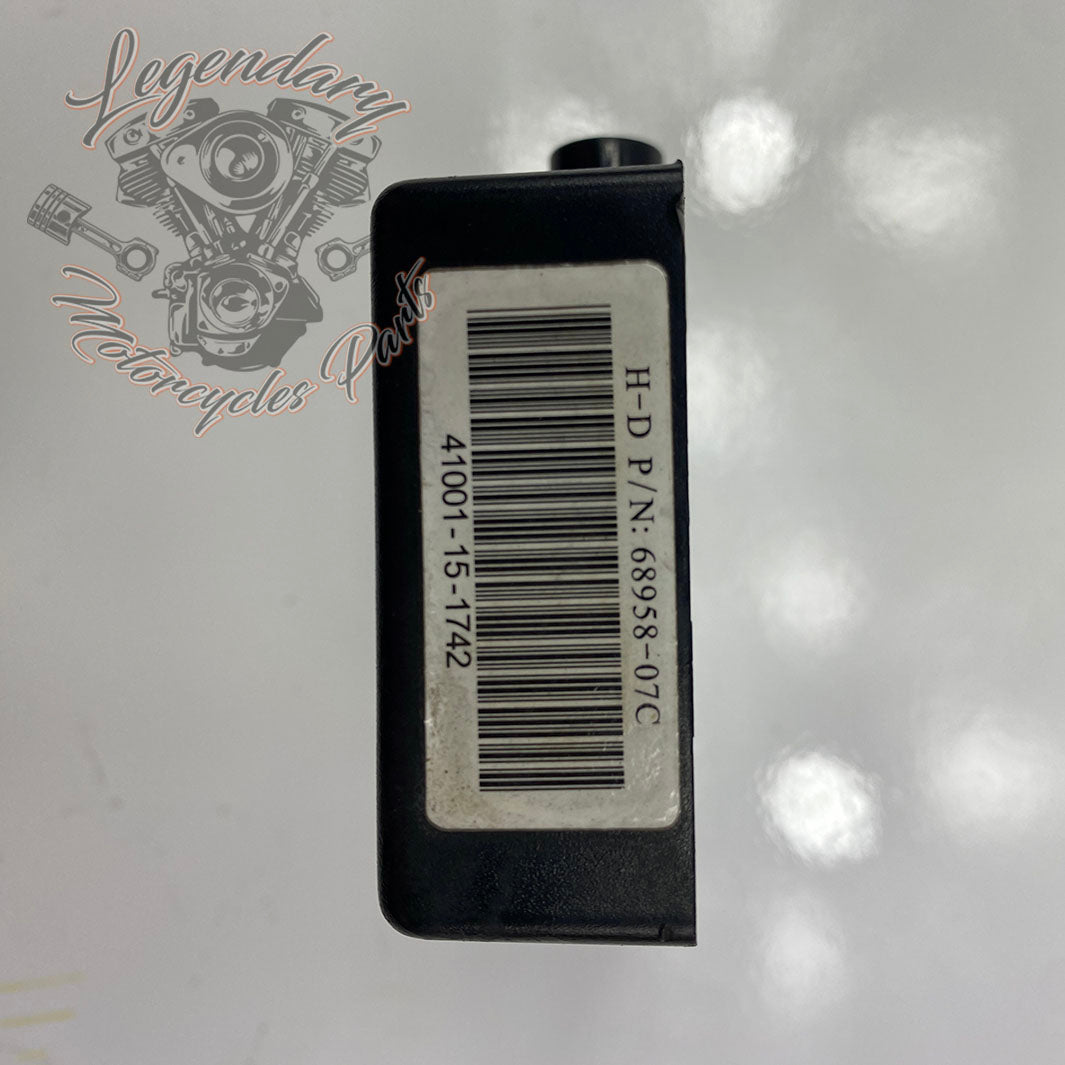 Legendary
Motorcycles Parts
H-D P/N: 68958-07C
41001-15-1742